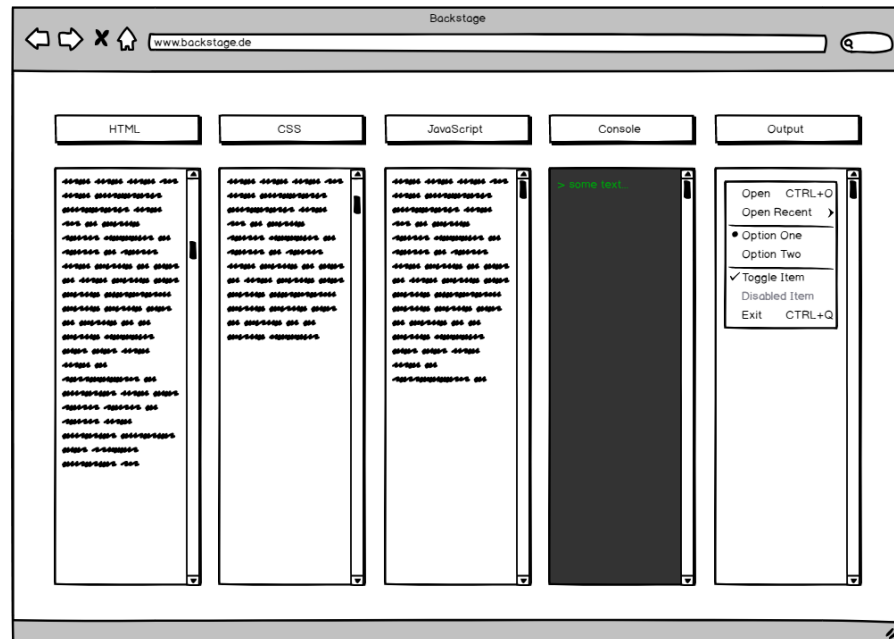 Backstage
www.backstage.de
HTML
CSS
JavaScript
Console
Output
> some text...
Open CTRL+O
Open Recent
Option One
Option Two
Toggle Item
Disabled Item
Exit CTRL+Q